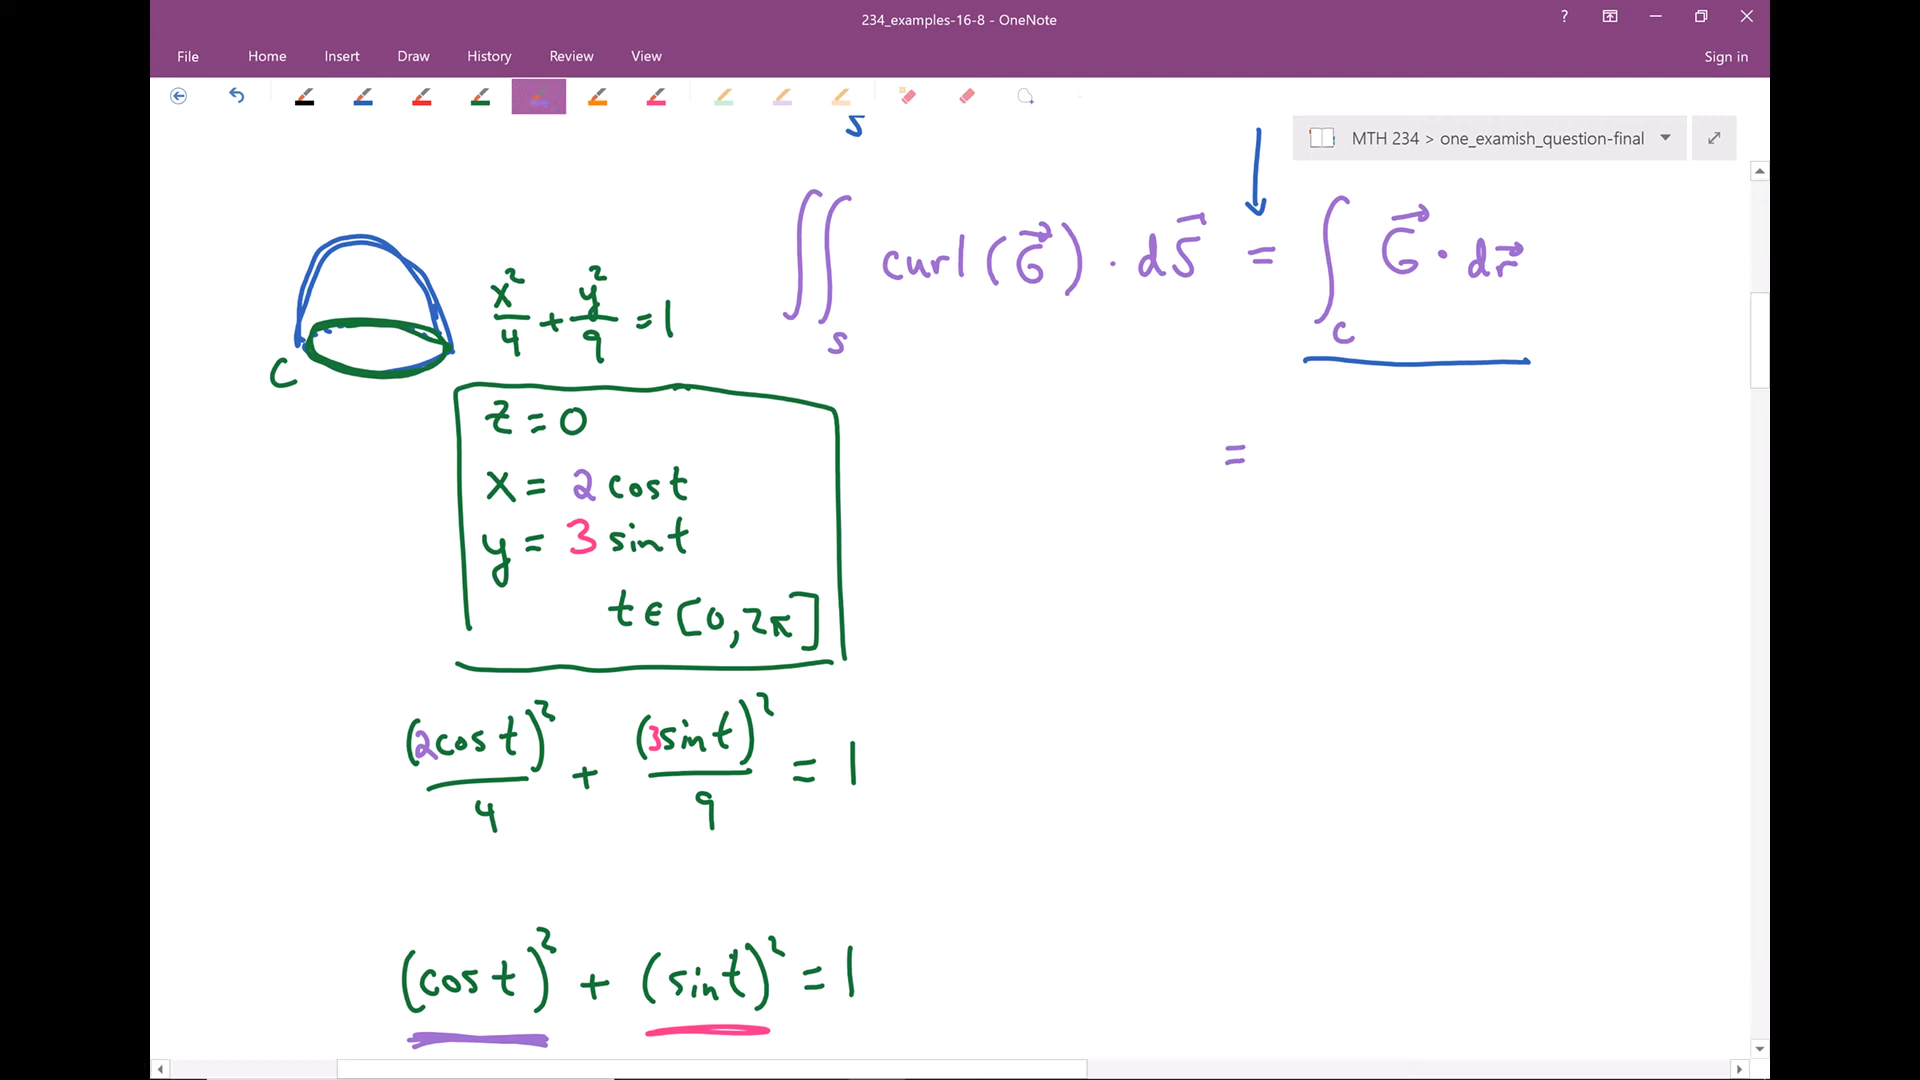 234_examples-16-8 - OneNote
?
File Home Insert Draw History Review View Sign in
S
MTH 234 > one_examish_question-final
∬_S curl(G⃗) · dS⃗ = ∫_C G⃗ · dr⃗
C
x²/4 + y²/9 = 1
z = 0
=
x = 2 cos t
y = 3 sin t
t ∈ [0, 2π]
(2cos t)²/4 + (3sin t)²/9 = 1
(cos t)² + (sin t)² = 1